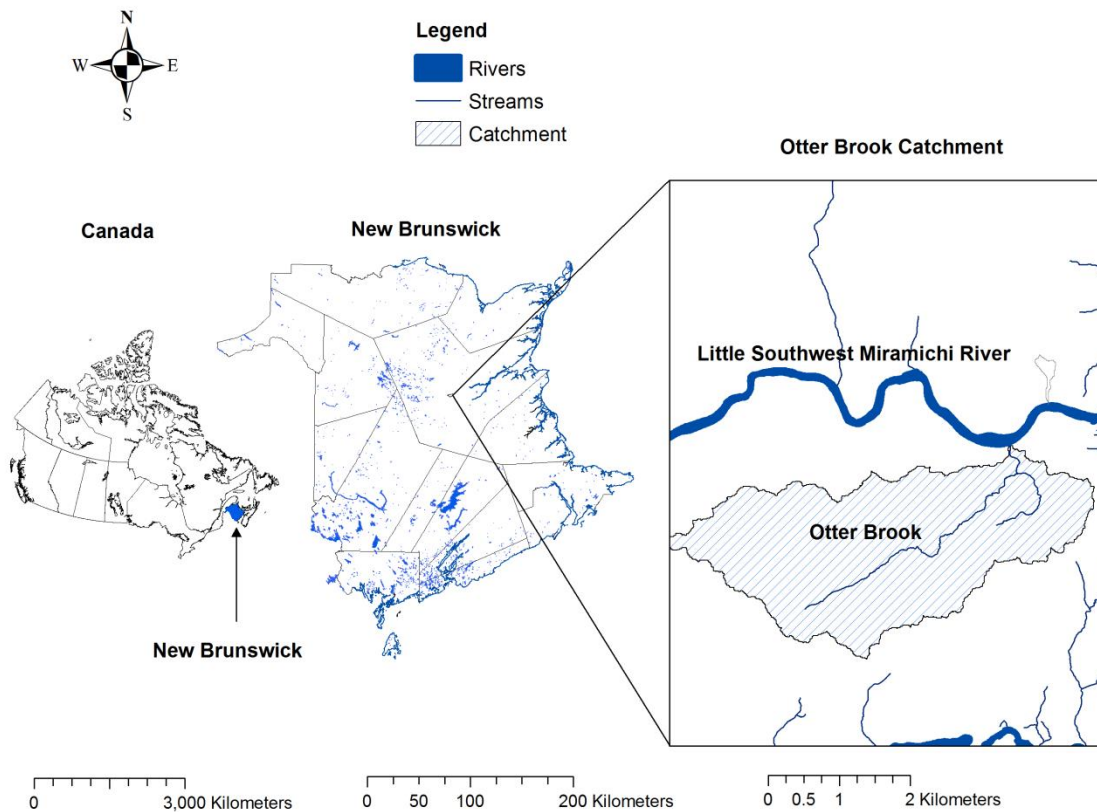 N
W E
S
Legend
Rivers
Streams
Catchment
Otter Brook Catchment
Canada
New Brunswick
Little Southwest Miramichi River
Otter Brook
New Brunswick
0 3,000 Kilometers
0 50 100 200 Kilometers
0 0.5 1 2 Kilometers